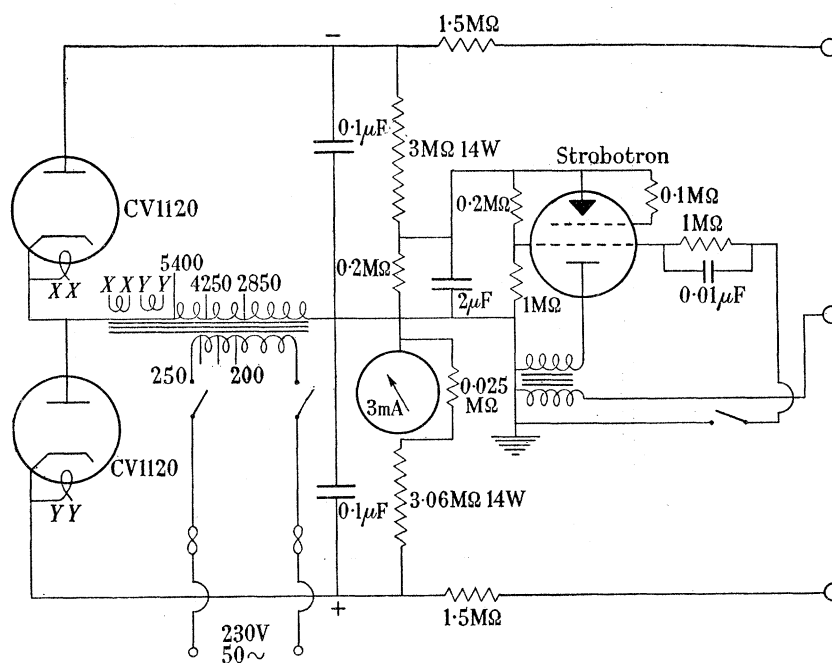 1·5MΩ
−
0·1μF
3MΩ 14W
Strobotron
CV1120
0·2MΩ
0·1MΩ
1MΩ
X X
X X Y Y
5400
4250 2850
0·2MΩ
2μF
1MΩ
0·01μF
250 200
3mA
0·025
MΩ
CV1120
Y Y
0·1μF
3·06MΩ 14W
+
1·5MΩ
230V
50~